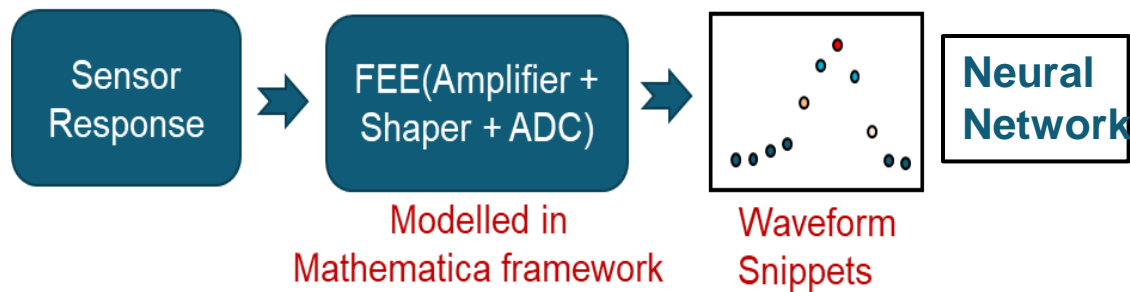 Sensor
Response
FEE(Amplifier +
Shaper + ADC)
Modelled in
Mathematica framework
Waveform
Snippets
Neural
Network